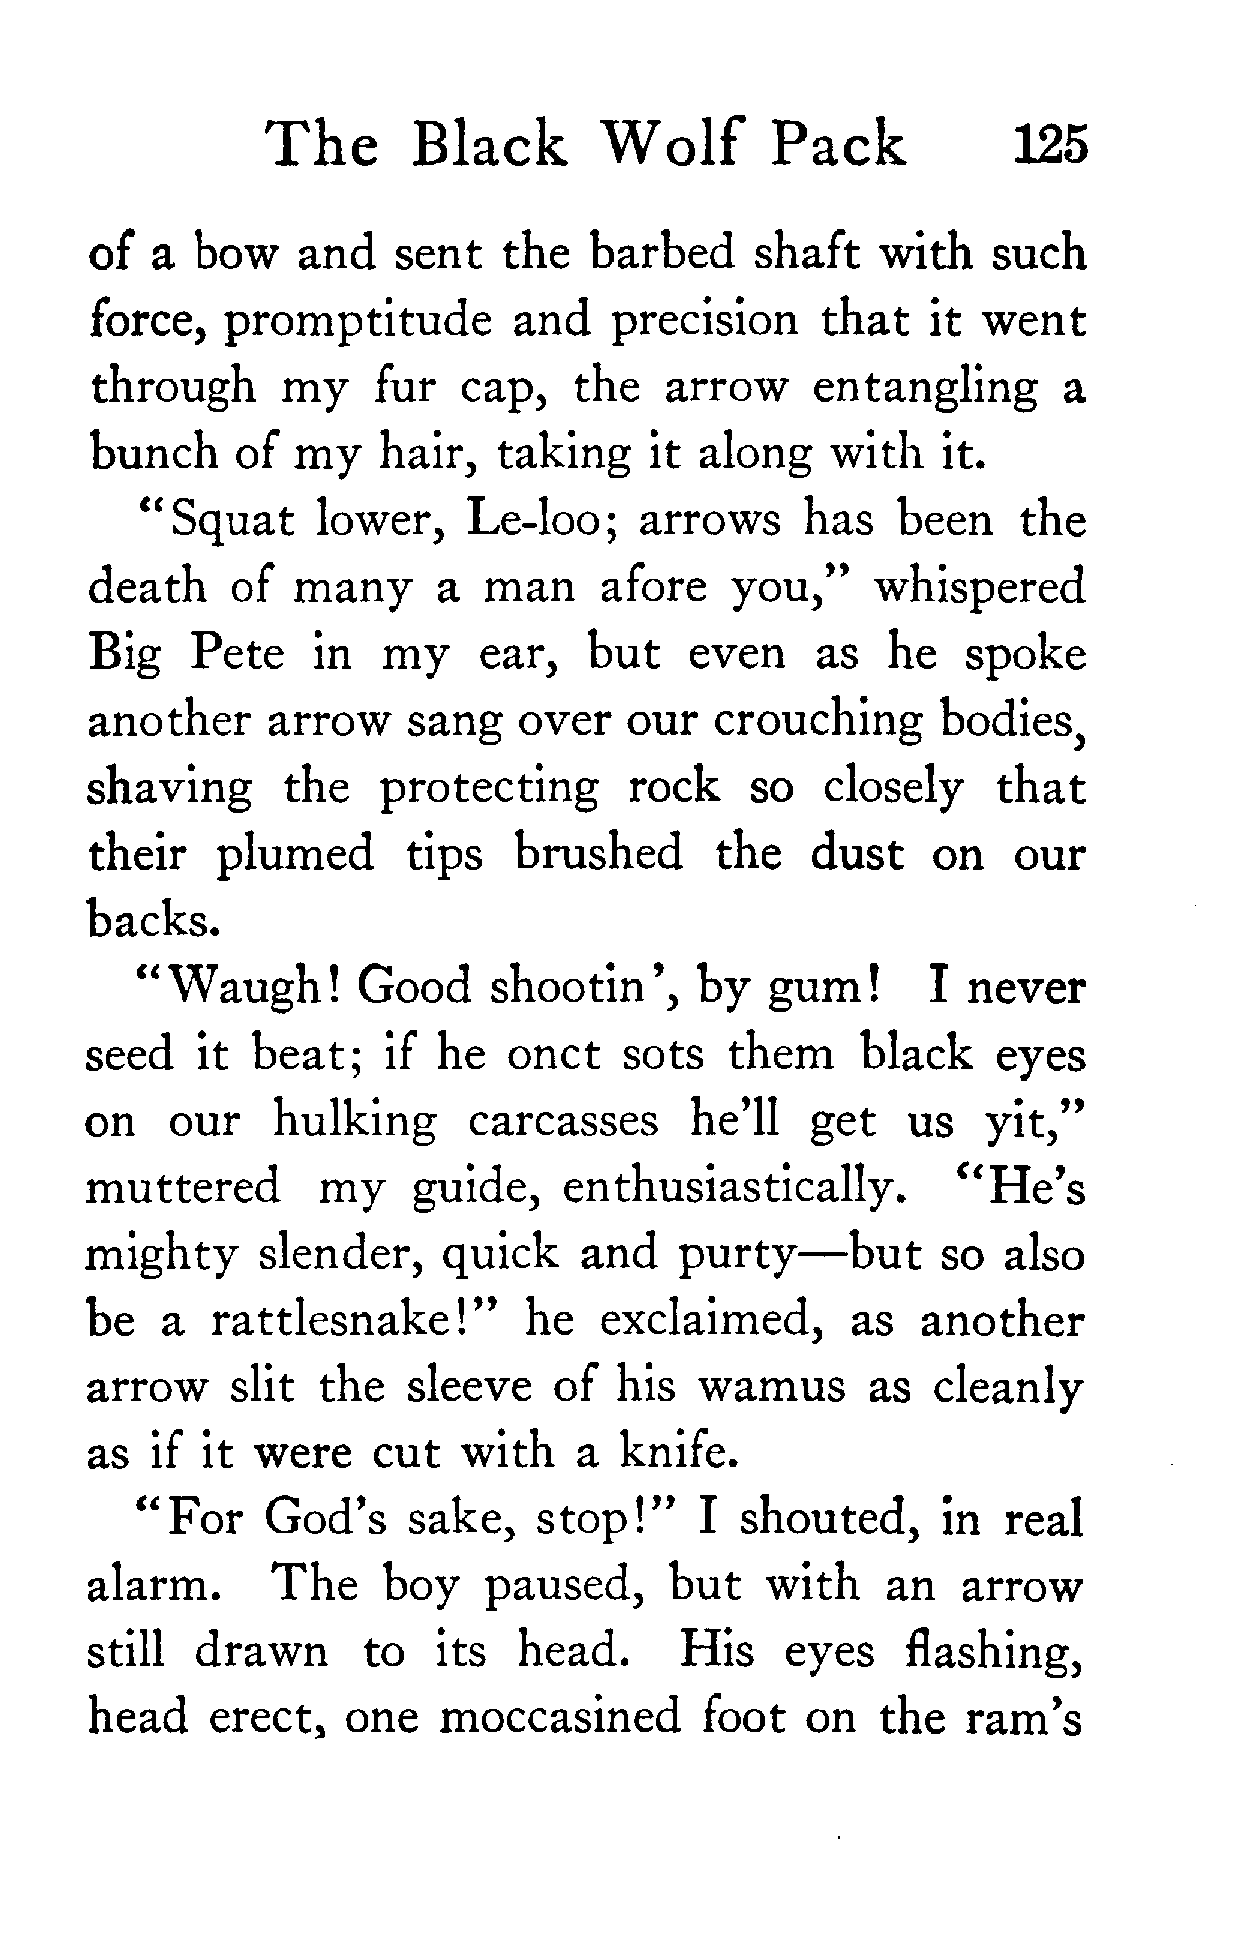 The Black Wolf Pack 125
of a bow and sent the barbed shaft with such
force, promptitude and precision that it went
through my fur cap, the arrow entangling a
bunch of my hair, taking it along with it.
"Squat lower, Le-loo; arrows has been the
death of many a man afore you," whispered
Big Pete in my ear, but even as he spoke
another arrow sang over our crouching bodies,
shaving the protecting rock so closely that
their plumed tips brushed the dust on our
backs.
"Waugh! Good shootin', by gum! I never
seed it beat; if he onct sots them black eyes
on our hulking carcasses he'll get us yit,"
muttered my guide, enthusiastically. "He's
mighty slender, quick and purty—but so also
be a rattlesnake!" he exclaimed, as another
arrow slit the sleeve of his wamus as cleanly
as if it were cut with a knife.
"For God's sake, stop!" I shouted, in real
alarm. The boy paused, but with an arrow
still drawn to its head. His eyes flashing,
head erect, one moccasined foot on the ram's